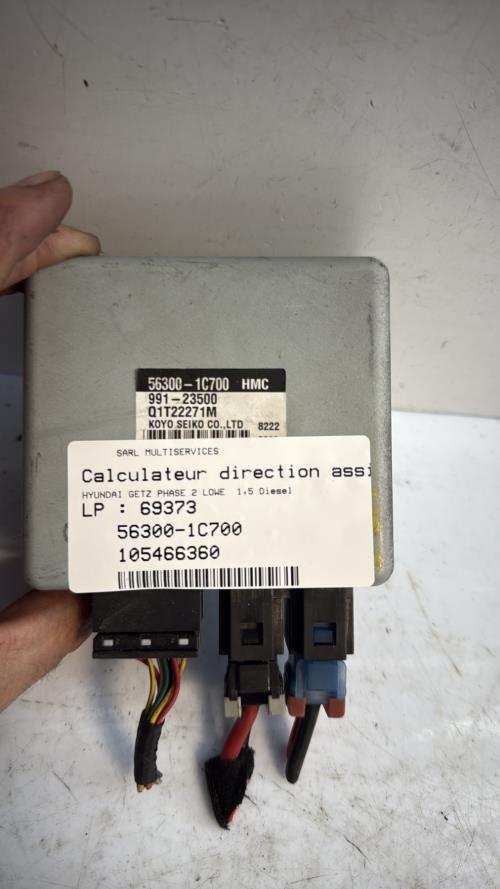 56300-1C700 HMC
991-23500
Q1T22271M
KOYO SEIKO CO.,LTD 8222
SARL MULTISERVICES
Calculateur direction assi
HYUNDAI GETZ PHASE 2 LOWE 1.5 Diesel
LP : 69373
56300-1C700
105466360